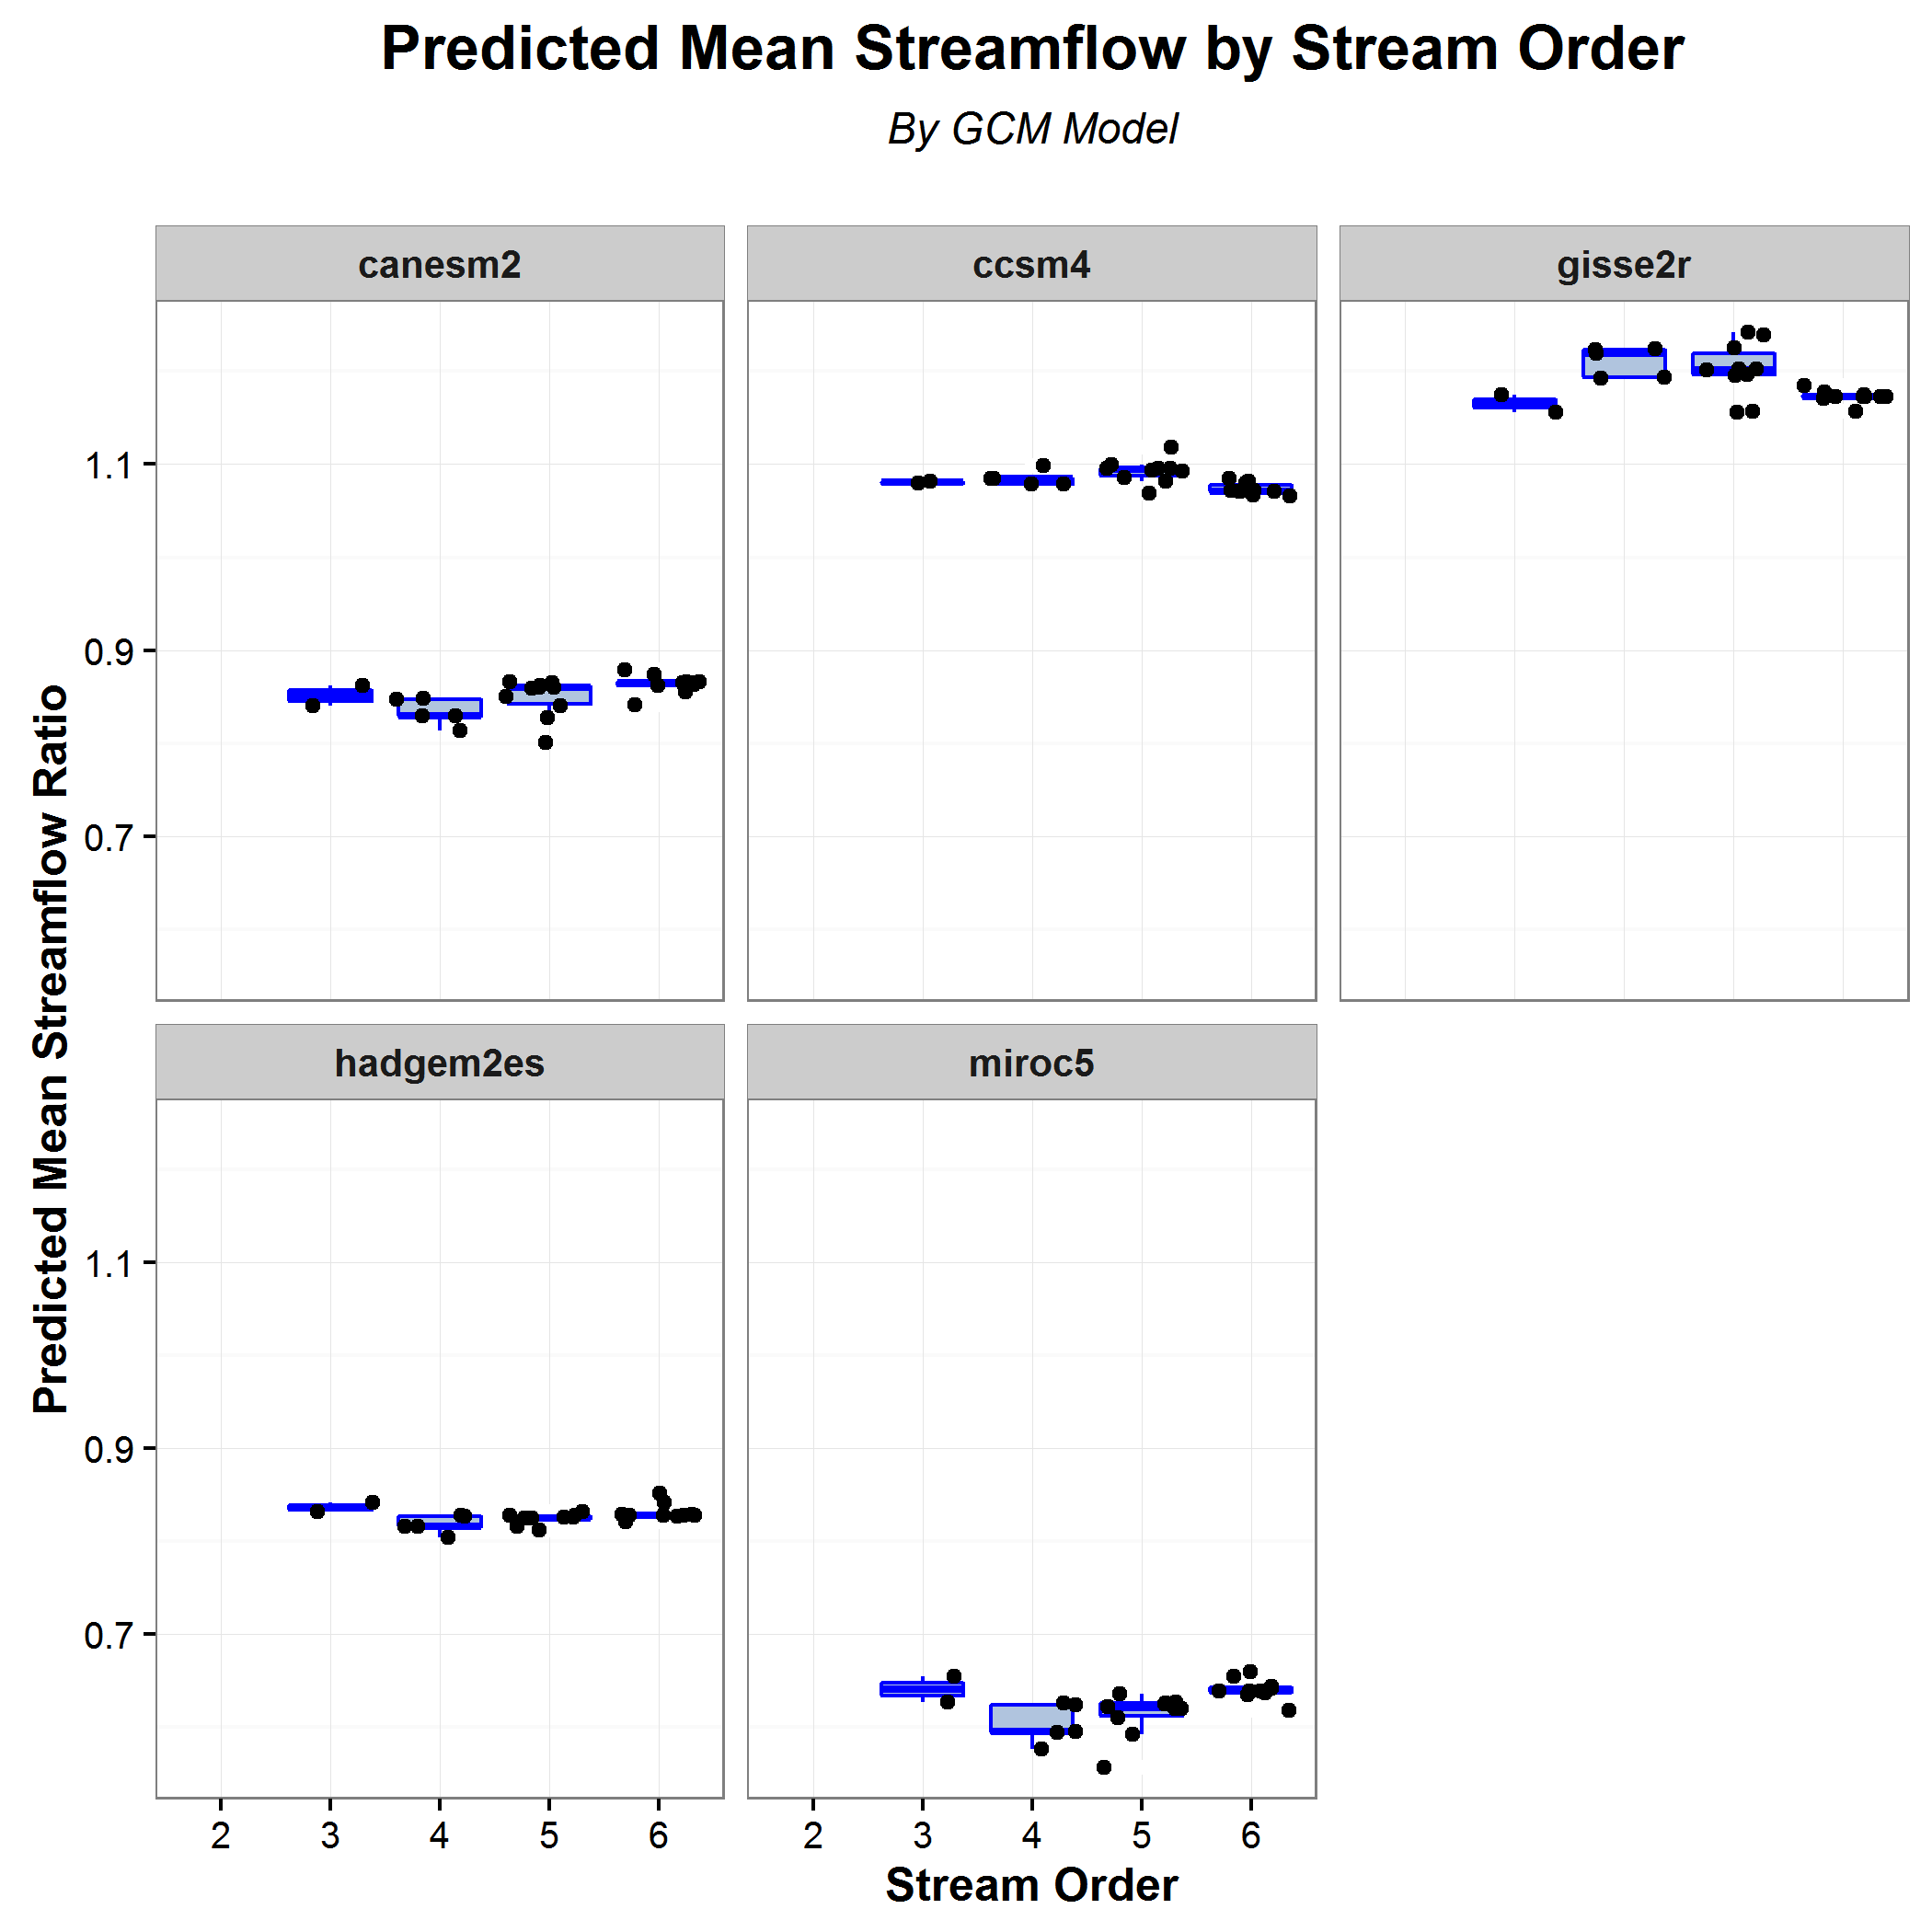 Predicted Mean Streamflow by Stream Order
By GCM Model
canesm2
ccsm4
gisse2r
Predicted Mean Streamflow Ratio
1.1
0.9
0.7
hadgem2es
miroc5
1.1
0.9
0.7
2 3 4 5 6
2 3 4 5 6
Stream Order